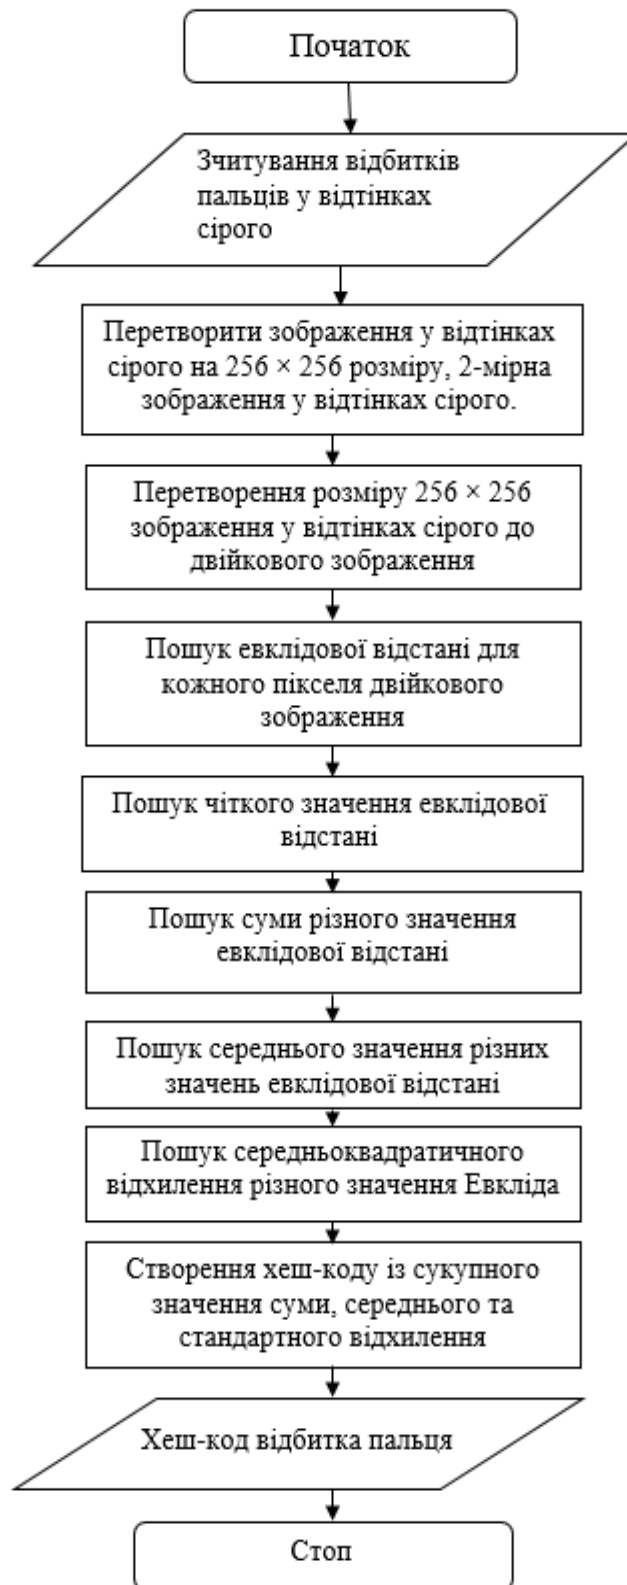 Початок
Зчитування відбитків
пальців у відтінках
сірого
Перетворити зображення у відтінках
сірого на 256 × 256 розміру, 2-мірна
зображення у відтінках сірого.
Перетворення розміру 256 × 256
зображення у відтінках сірого до
двійкового зображення
Пошук евклідової відстані для
кожного пікселя двійкового
зображення
Пошук чіткого значення евклідової
відстані
Пошук суми різного значення
евклідової відстані
Пошук середнього значення різних
значень евклідової відстані
Пошук середньоквадратичного
відхилення різного значення Евкліда
Створення хеш-коду із сукупного
значення суми, середнього та
стандартного відхилення
Хеш-код відбитка пальця
Стоп